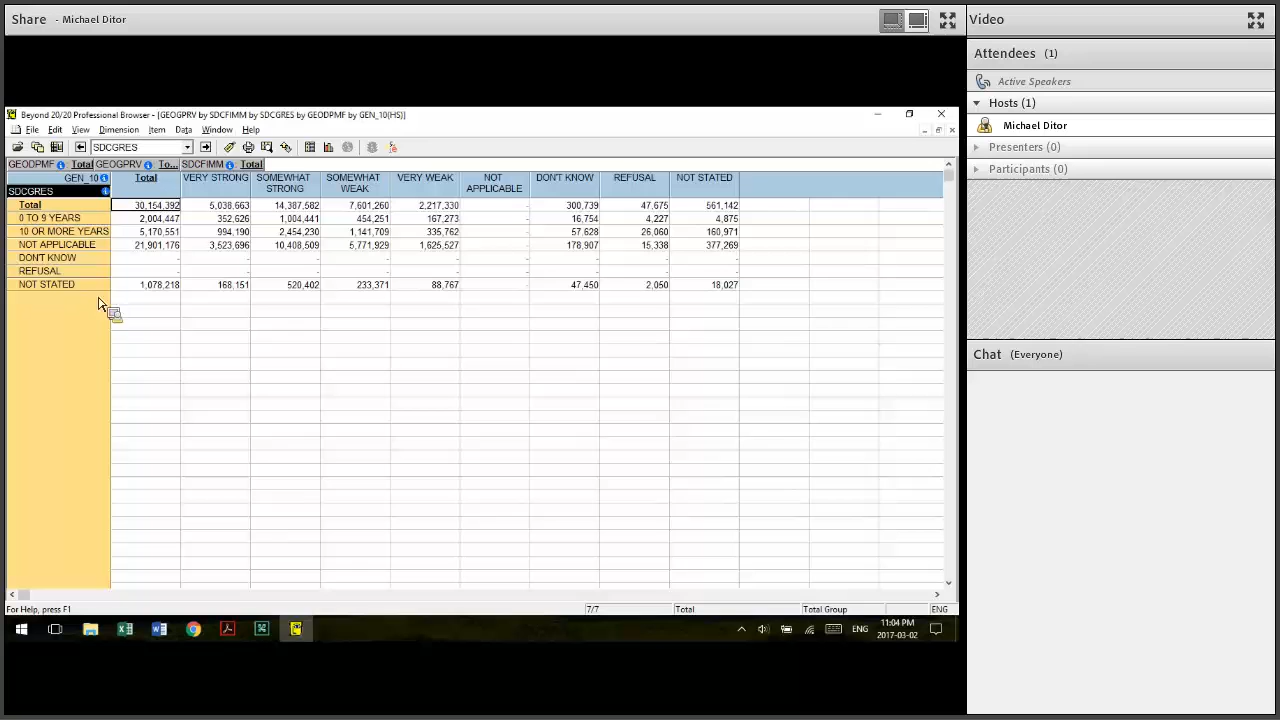 Share - Michael Ditor
Video
Attendees (1)
Active Speakers
Hosts (1)
Michael Ditor
Presenters (0)
Participants (0)
Chat (Everyone)
Beyond 20/20 Professional Browser - [GEOGPRV by SDCFIMM by SDCGRES by GEODPMF by GEN_10(HS)]
File Edit View Dimension Item Data Window Help
SDCGRES
GEODPMF Total GEOGPRV To... SDCFIMM Total
GEN_10 Total VERY STRONG SOMEWHAT STRONG SOMEWHAT WEAK VERY WEAK NOT APPLICABLE DON'T KNOW REFUSAL NOT STATED
SDCGRES
Total 30,154,392 5,038,663 14,387,582 7,601,260 2,217,330 - 300,739 47,675 561,142
0 TO 9 YEARS 2,004,447 352,626 1,004,441 454,251 167,273 - 16,754 4,227 4,875
10 OR MORE YEARS 5,170,551 994,190 2,454,230 1,141,709 335,762 - 57,628 26,060 160,971
NOT APPLICABLE 21,901,176 3,523,696 10,408,509 5,771,929 1,625,527 - 178,907 15,338 377,269
DON'T KNOW - - - - - - - - -
REFUSAL - - - - - - - - -
NOT STATED 1,078,218 168,151 520,402 233,371 88,767 - 47,450 2,050 18,027
For Help, press F1 7/7 Total Total Group ENG
ENG 11:04 PM
2017-03-02